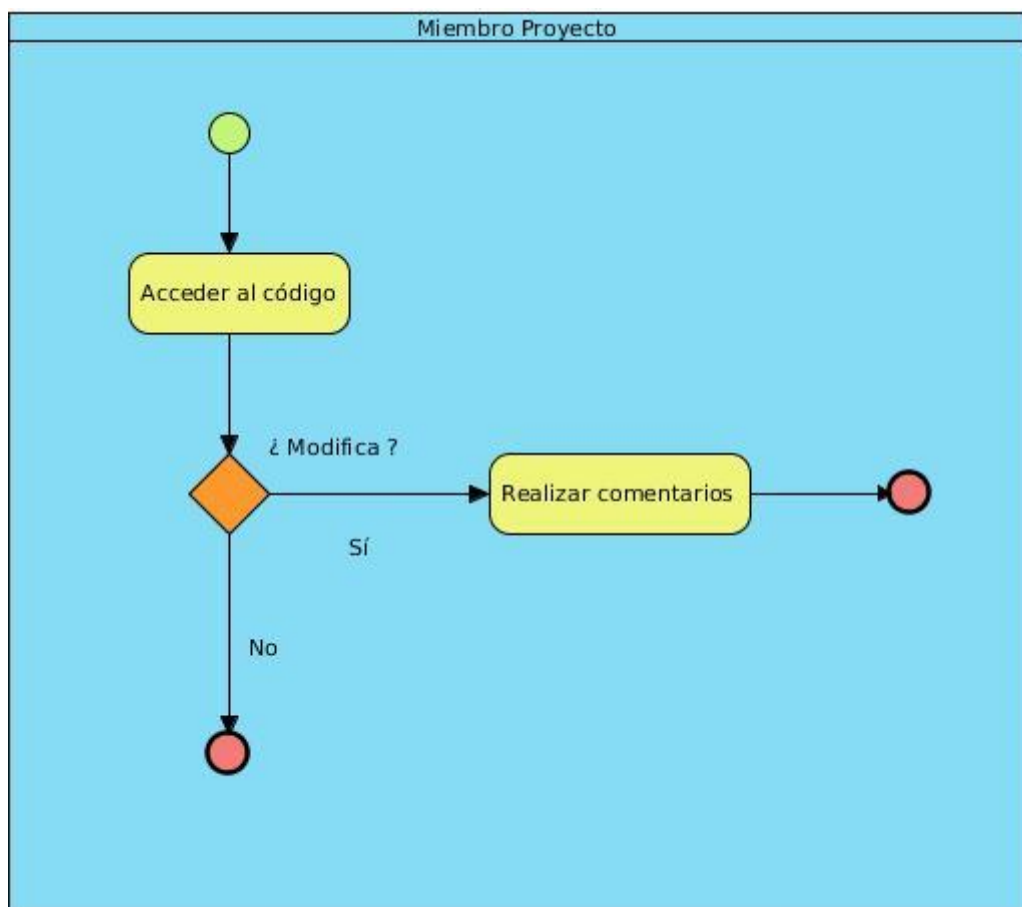 Miembro Proyecto
Acceder al código
¿ Modifica ?
Realizar comentarios
Sí
No